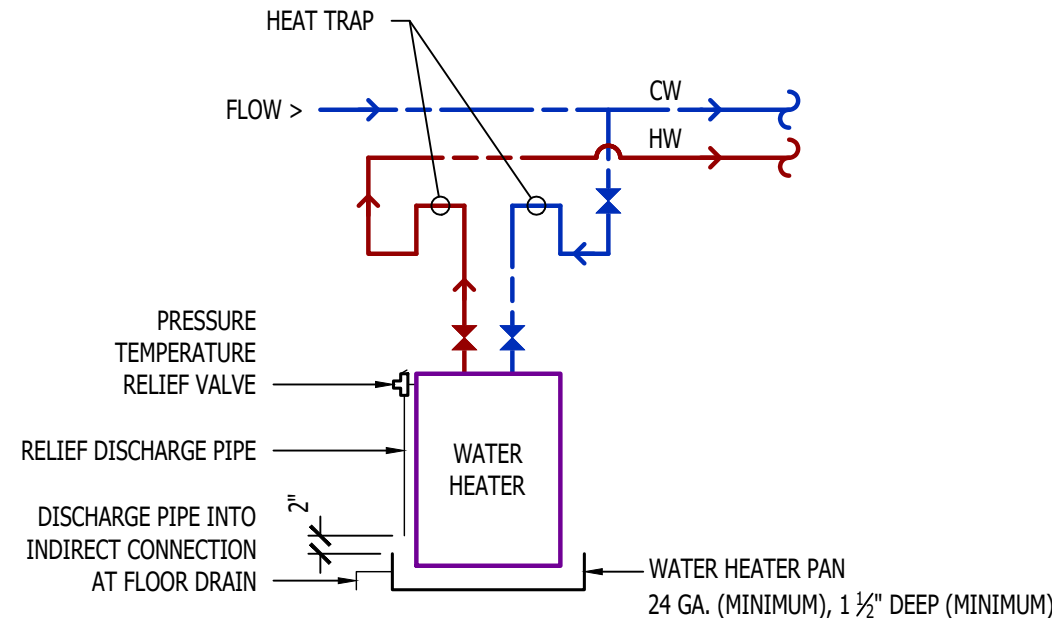 HEAT TRAP
FLOW >
CW
HW
PRESSURE
TEMPERATURE
RELIEF VALVE
RELIEF DISCHARGE PIPE
WATER
HEATER
2"
DISCHARGE PIPE INTO
INDIRECT CONNECTION
AT FLOOR DRAIN
WATER HEATER PAN
24 GA. (MINIMUM), 1 ½" DEEP (MINIMUM)